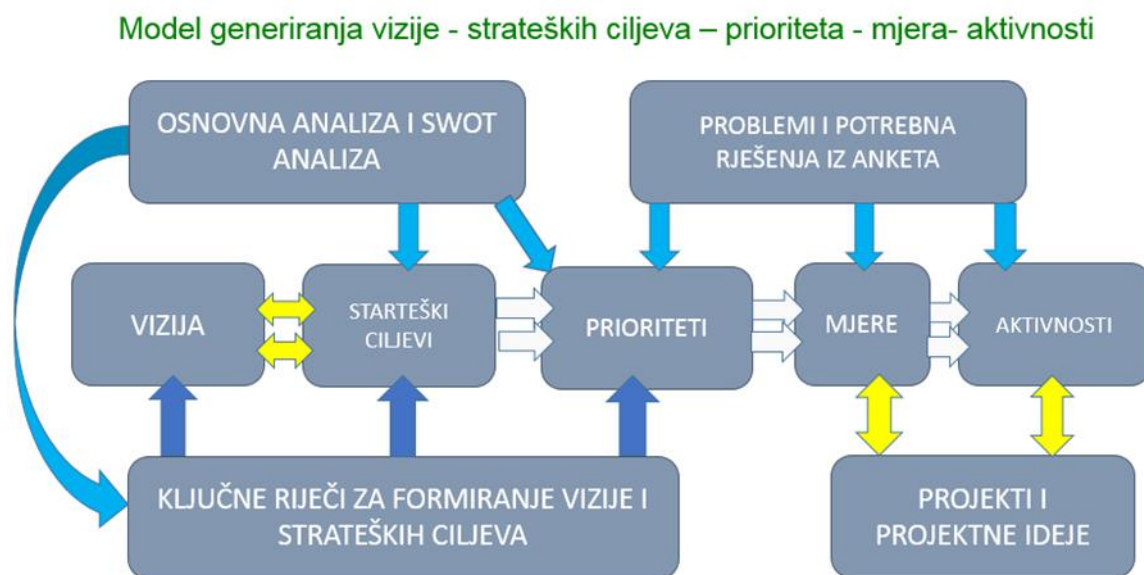 Model generiranja vizije - strateških ciljeva – prioriteta - mjera- aktivnosti
OSNOVNA ANALIZA I SWOT
ANALIZA
PROBLEMI I POTREBNA
RJEŠENJA IZ ANKETA
VIZIJA
STARTEŠKI
CILJEVI
PRIORITETI
MJERE
AKTIVNOSTI
KLJUČNE RIJEČI ZA FORMIRANJE VIZIJE I
STRATEŠKIH CILJEVA
PROJEKTI I
PROJEKTNE IDEJE